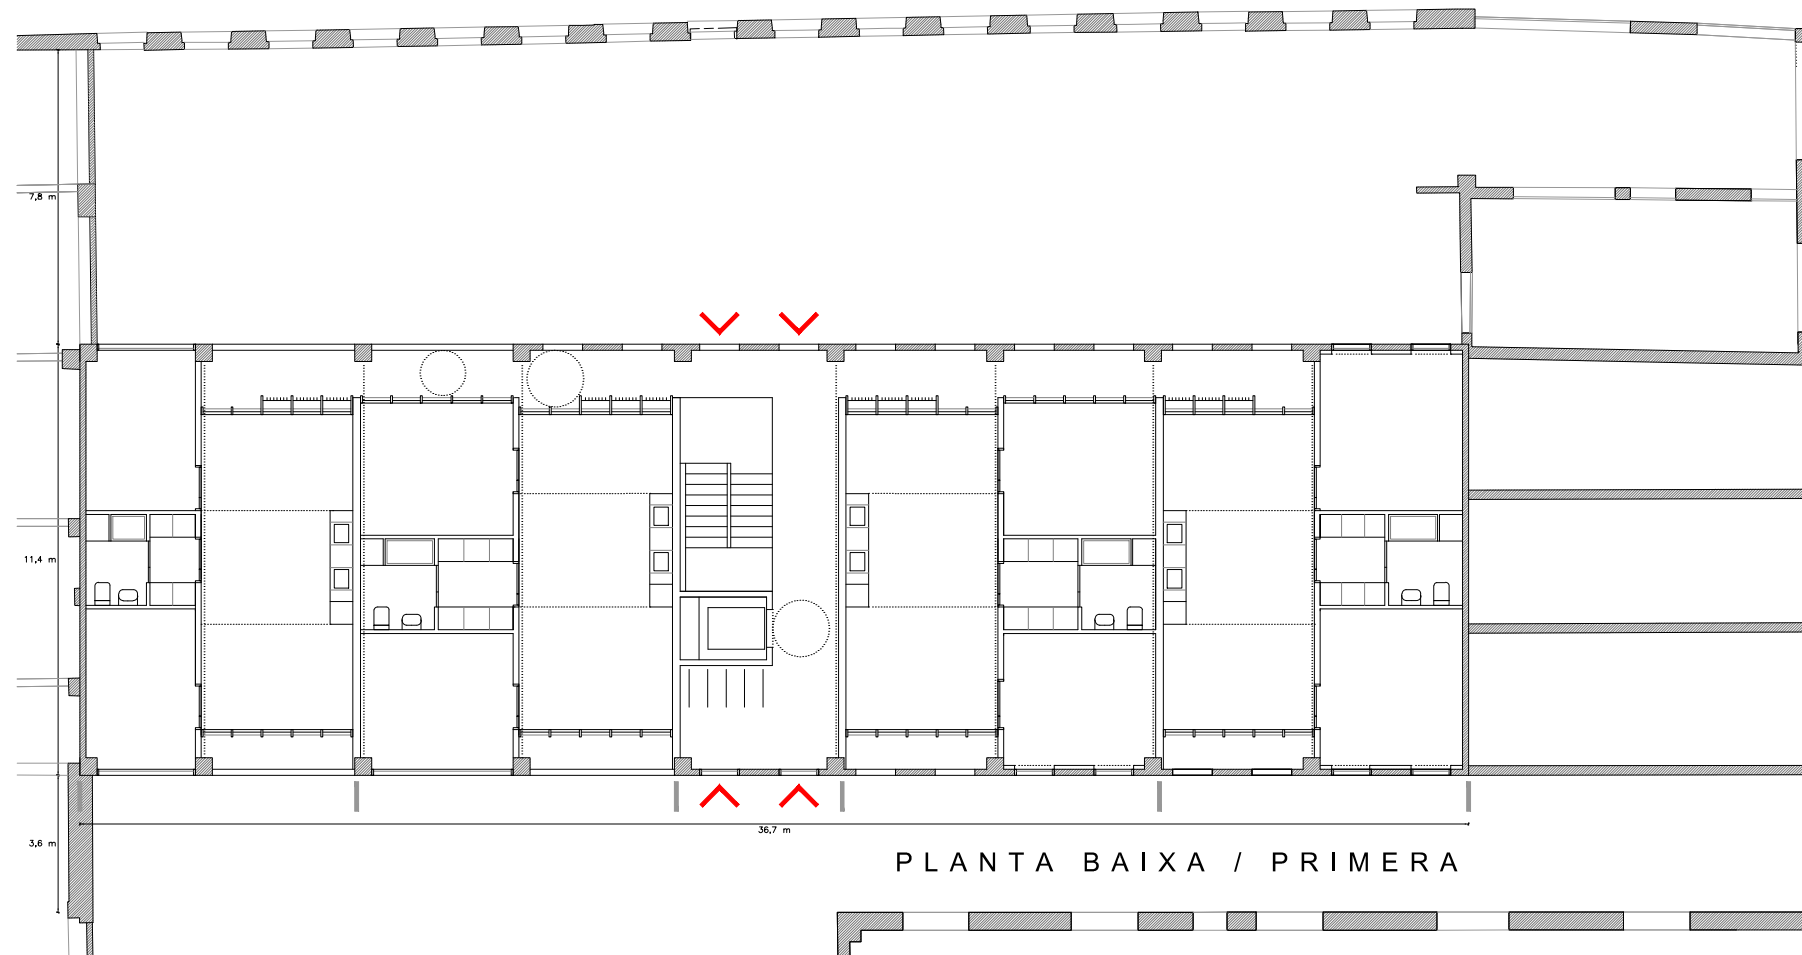 7,8 m
11,4 m
36,7 m
3,6 m
PLANTA BAIXA / PRIMERA